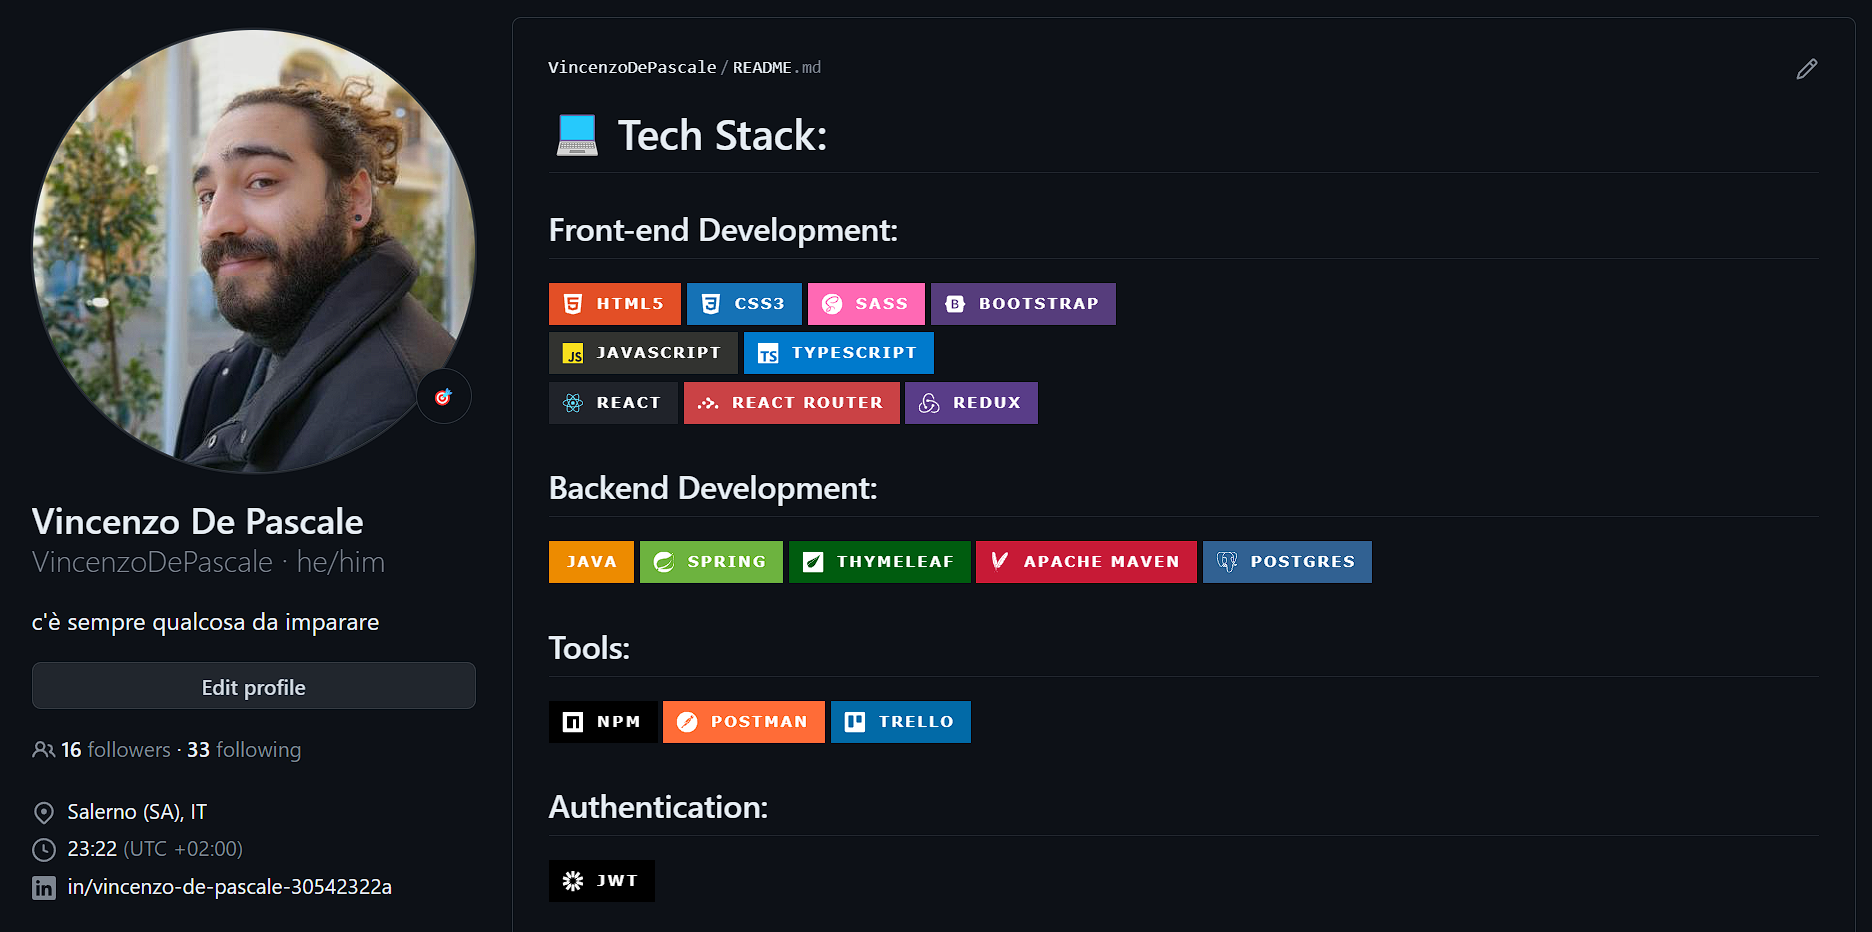 Vincenzo De Pascale
VincenzoDePascale · he/him
c'è sempre qualcosa da imparare
Edit profile
16 followers · 33 following
Salerno (SA), IT
23:22 (UTC +02:00)
in/vincenzo-de-pascale-30542322a
VincenzoDePascale/README.md
Tech Stack:
Front-end Development:
HTML5 CSS3 SASS BOOTSTRAP
JS JAVASCRIPT TS TYPESCRIPT
REACT REACT ROUTER REDUX
Backend Development:
JAVA SPRING THYMELEAF APACHE MAVEN POSTGRES
Tools:
NPM POSTMAN TRELLO
Authentication:
JWT